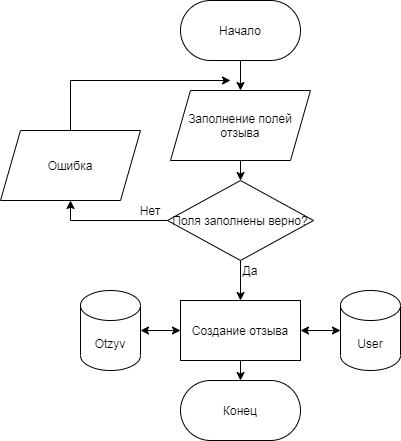 Начало
Заполнение полей
отзыва
Ошибка
Нет
Поля заполнены верно?
Да
Otzyv
Создание отзыва
User
Конец